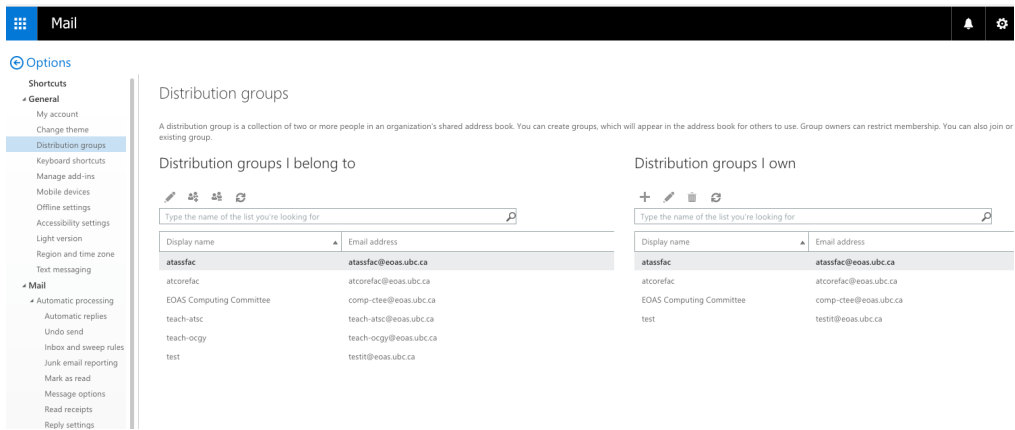 Mail
Options
Shortcuts
General
My account
Change theme
Distribution groups
Keyboard shortcuts
Manage add-ins
Mobile devices
Offline settings
Accessibility settings
Light version
Region and time zone
Text messaging
Mail
Automatic processing
Automatic replies
Undo send
Inbox and sweep rules
Junk email reporting
Mark as read
Message options
Read receipts
Reply settings
Distribution groups
A distribution group is a collection of two or more people in an organization's shared address book. You can create groups, which will appear in the address book for others to use. Group owners can restrict membership. You can also join or
existing group.
Distribution groups I belong to
Type the name of the list you're looking for
Display name Email address
atassfac atassfac@eoas.ubc.ca
atcorefac atcorefac@eoas.ubc.ca
EOAS Computing Committee comp-ctee@eoas.ubc.ca
teach-atsc teach-atsc@eoas.ubc.ca
teach-ocgy teach-ocgy@eoas.ubc.ca
test testit@eoas.ubc.ca
Distribution groups I own
Type the name of the list you're looking for
Display name Email address
atassfac atassfac@eoas.ubc.ca
atcorefac atcorefac@eoas.ubc.ca
EOAS Computing Committee comp-ctee@eoas.ubc.ca
test testit@eoas.ubc.ca